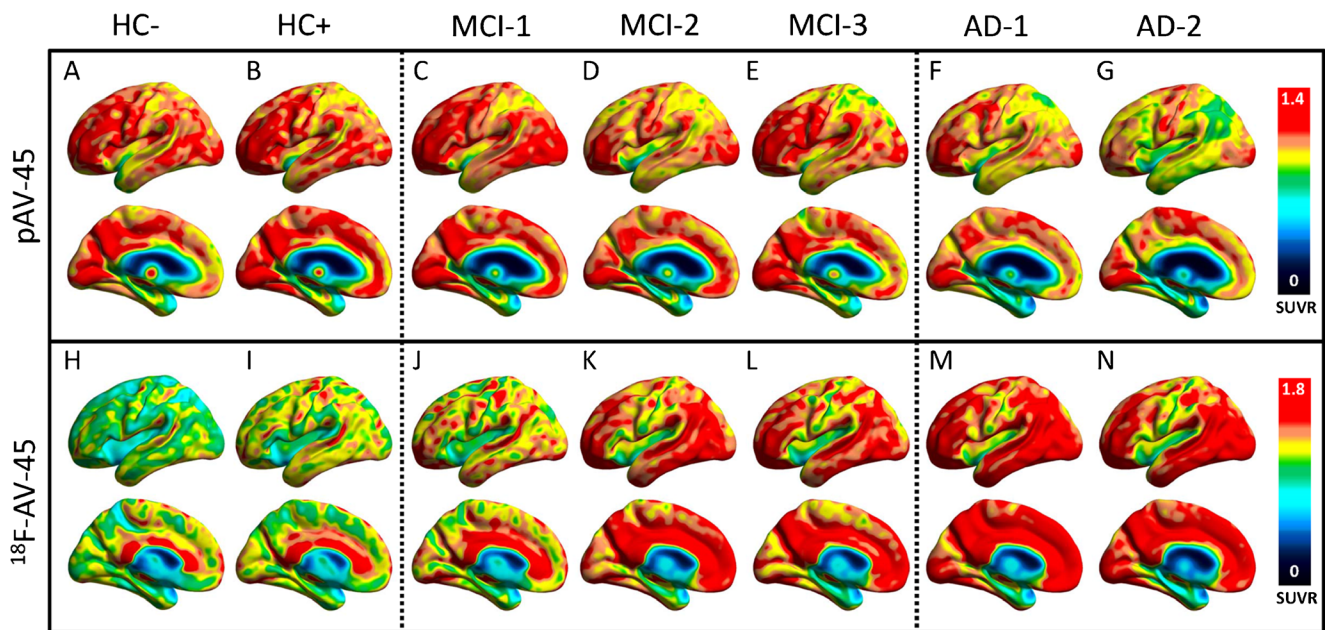 HC- HC+ MCI-1 MCI-2 MCI-3 AD-1 AD-2
pAV-45
A B C D E F G
1.4
0
SUVR
¹⁸F-AV-45
H I J K L M N
1.8
0
SUVR